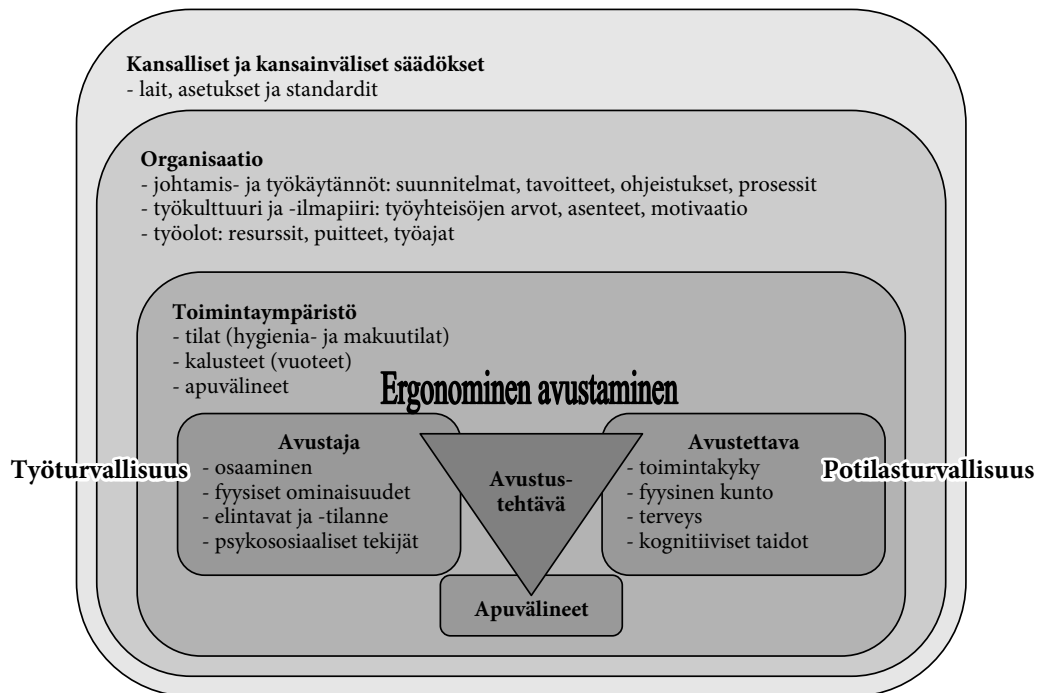 Kansalliset ja kansainväliset säädökset
- lait, asetukset ja standardit
Organisaatio
- johtamis- ja työkäytännöt: suunnitelmat, tavoitteet, ohjeistukset, prosessit
- työkulttuuri ja -ilmapiiri: työyhteisöjen arvot, asenteet, motivaatio
- työolot: resurssit, puitteet, työajat
Toimintaympäristö
- tilat (hygienia- ja makuutilat)
- kalusteet (vuoteet)
- apuvälineet
Ergonominen avustaminen
Työturvallisuus
Avustaja
- osaaminen
- fyysiset ominaisuudet
- elintavat ja -tilanne
- psykososiaaliset tekijät
Avustus-
tehtävä
Avustettava
- toimintakyky
- fyysinen kunto
- terveys
- kognitiiviset taidot
Potilasturvallisuus
Apuvälineet